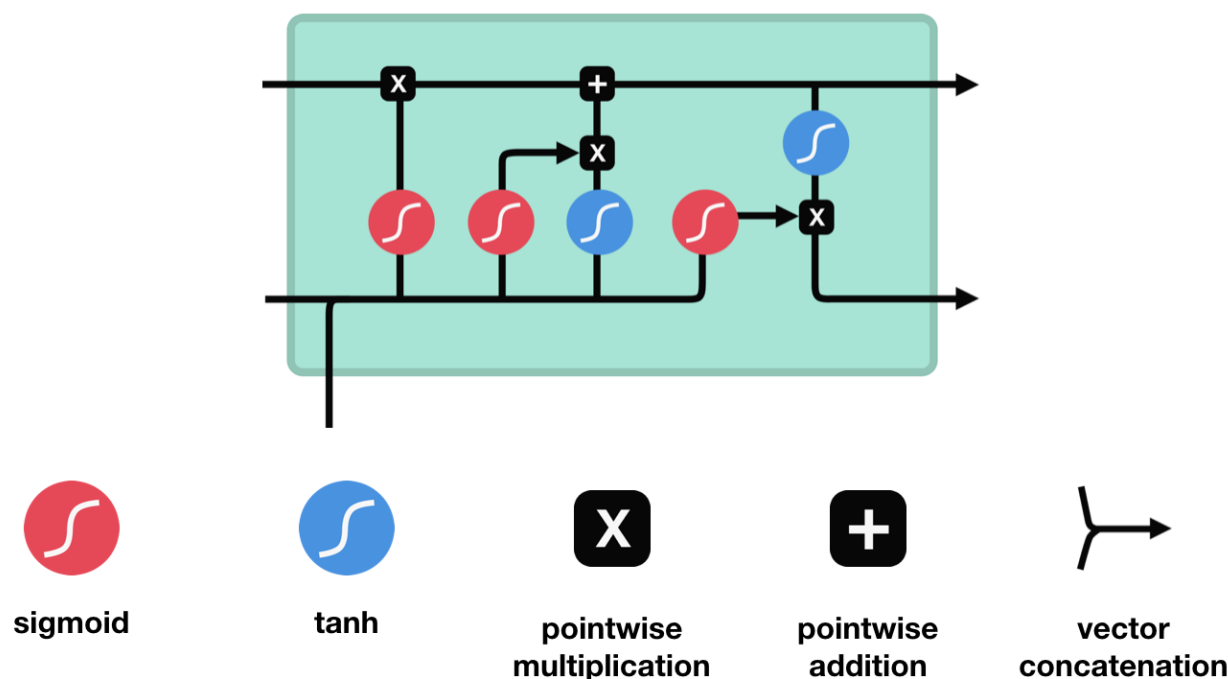 X
+
X
X
X
+
sigmoid
tanh
pointwise
multiplication
pointwise
addition
vector
concatenation